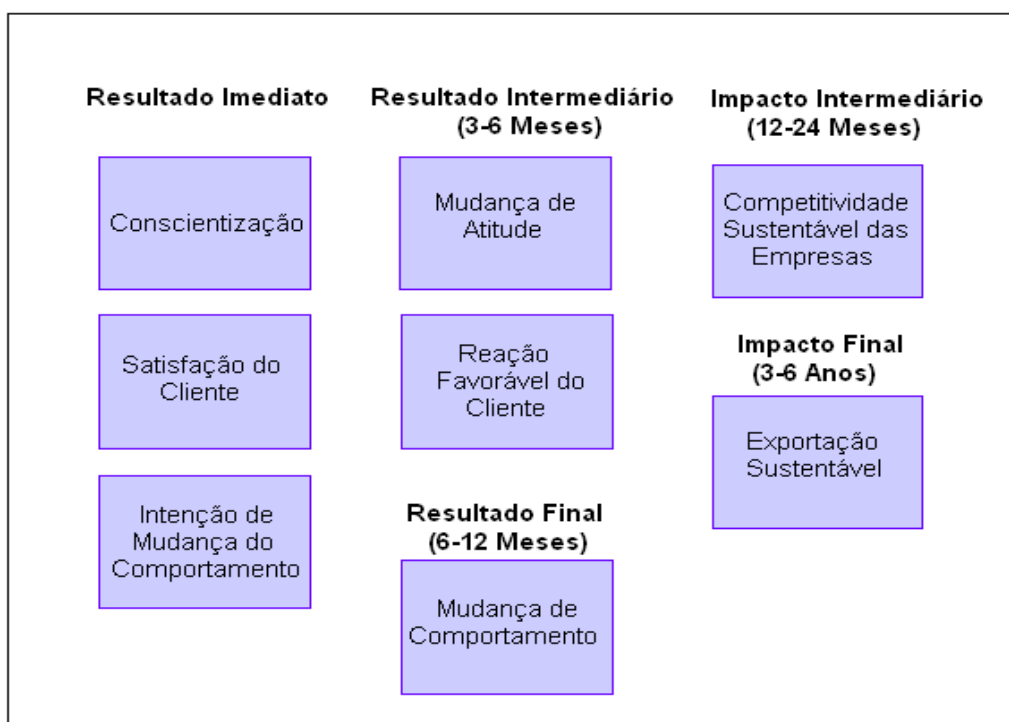 Resultado Imediato
Conscientização
Satisfação do
Cliente
Intenção de
Mudança do
Comportamento
Resultado Intermediário
(3-6 Meses)
Mudança de
Atitude
Reação
Favorável do
Cliente
Resultado Final
(6-12 Meses)
Mudança de
Comportamento
Impacto Intermediário
(12-24 Meses)
Competitividade
Sustentável das
Empresas
Impacto Final
(3-6 Anos)
Exportação
Sustentável